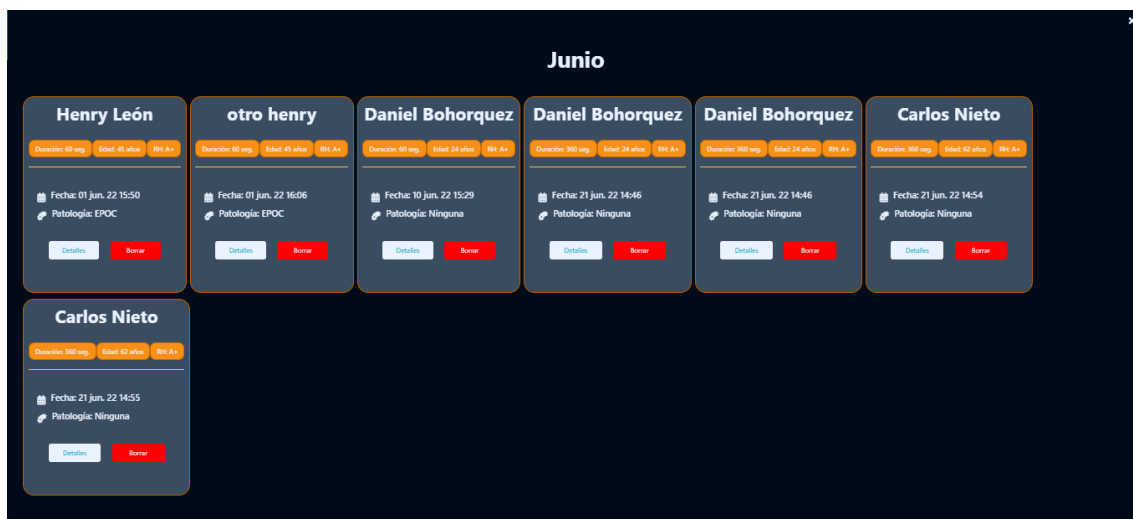 ×
Junio
Henry León
Duración: 60 seg. Edad: 45 años RH: A+
Fecha: 01 jun. 22 15:50
Patología: EPOC
Detalles Borrar
otro henry
Duración: 60 seg. Edad: 45 años RH: A+
Fecha: 01 jun. 22 16:06
Patología: EPOC
Detalles Borrar
Daniel Bohorquez
Duración: 60 seg. Edad: 24 años RH: A+
Fecha: 10 jun. 22 15:29
Patología: Ninguna
Detalles Borrar
Daniel Bohorquez
Duración: 360 seg. Edad: 24 años RH: A+
Fecha: 21 jun. 22 14:46
Patología: Ninguna
Detalles Borrar
Daniel Bohorquez
Duración: 360 seg. Edad: 24 años RH: A+
Fecha: 21 jun. 22 14:46
Patología: Ninguna
Detalles Borrar
Carlos Nieto
Duración: 360 seg. Edad: 62 años RH: A+
Fecha: 21 jun. 22 14:54
Patología: Ninguna
Detalles Borrar
Carlos Nieto
Duración: 360 seg. Edad: 62 años RH: A+
Fecha: 21 jun. 22 14:55
Patología: Ninguna
Detalles Borrar